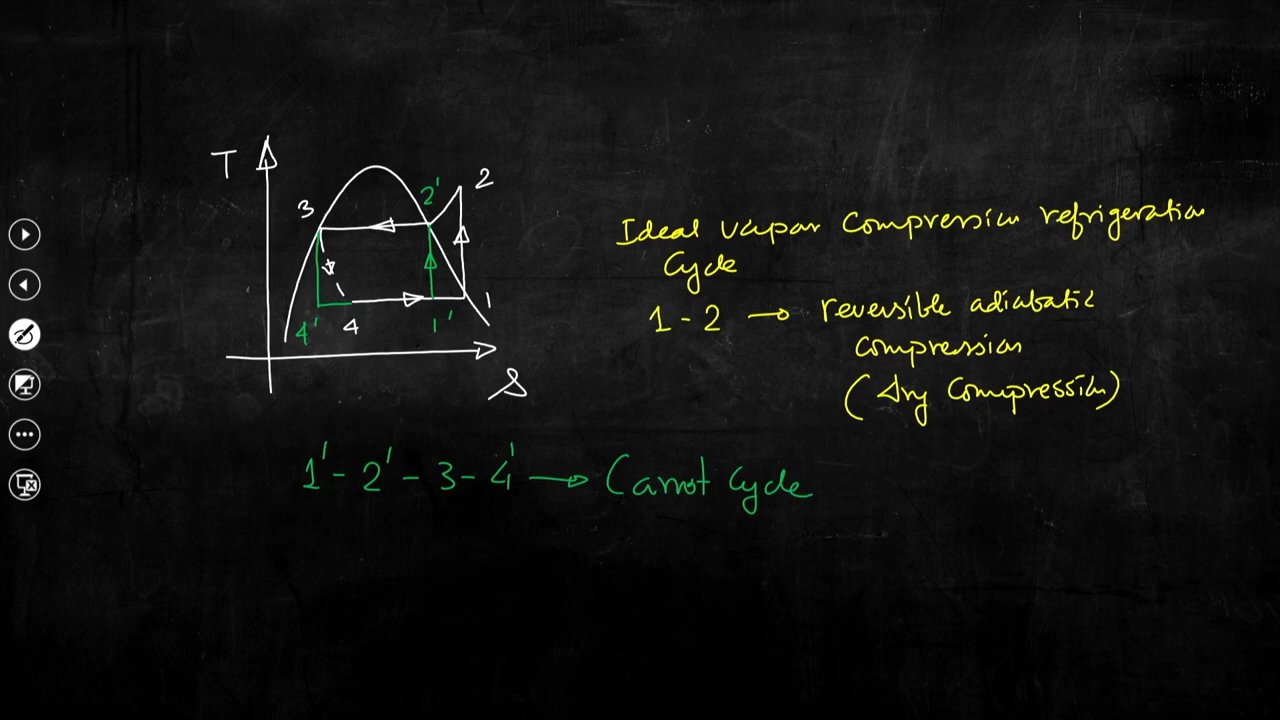 T
2
2'
3
1
4'
4
1'
S
Ideal vapor compression refrigeration
cycle
1 - 2 → reversible adiabatic
compression
(dry compression)
1' - 2' - 3 - 4' → Carnot cycle